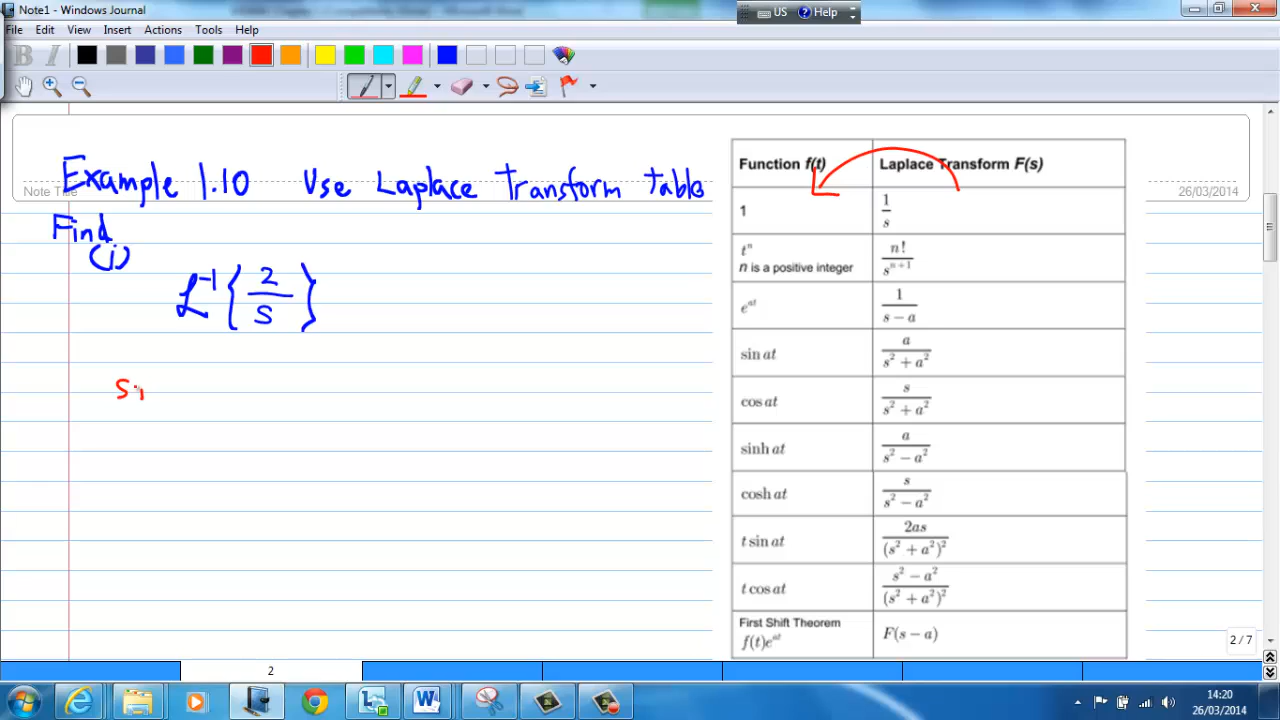 Note1 - Windows Journal
US Help
File Edit View Insert Actions Tools Help
B I
Example 1.10 Use Laplace Transform Table
Note Title
26/03/2014
Find
(i)
ℒ⁻¹ { 2/s }
si
Function f(t) Laplace Transform F(s)
1 1/s
tⁿ
n is a positive integer n!/sⁿ⁺¹
e^{at} 1/(s − a)
sin at a/(s² + a²)
cos at s/(s² + a²)
sinh at a/(s² − a²)
cosh at s/(s² − a²)
t sin at 2as/(s² + a²)²
t cos at (s² − a²)/(s² + a²)²
First Shift Theorem
f(t)e^{at} F(s − a)
2 / 7
2
14:20
26/03/2014